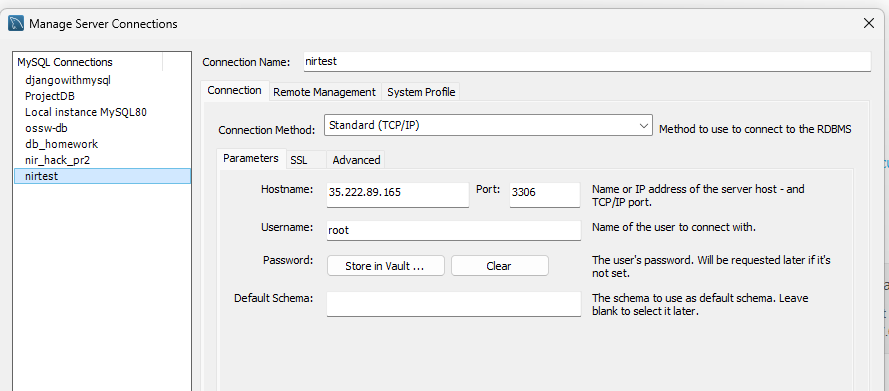 Manage Server Connections
MySQL Connections
djangowithmysql
ProjectDB
Local instance MySQL80
ossw-db
db_homework
nir_hack_pr2
nirtest
Connection Name: nirtest
Connection Remote Management System Profile
Connection Method: Standard (TCP/IP) Method to use to connect to the RDBMS
Parameters SSL Advanced
Hostname: 35.222.89.165 Port: 3306 Name or IP address of the server host - and
TCP/IP port.
Username: root Name of the user to connect with.
Password: Store in Vault ... Clear The user's password. Will be requested later if it's
not set.
Default Schema: The schema to use as default schema. Leave
blank to select it later.